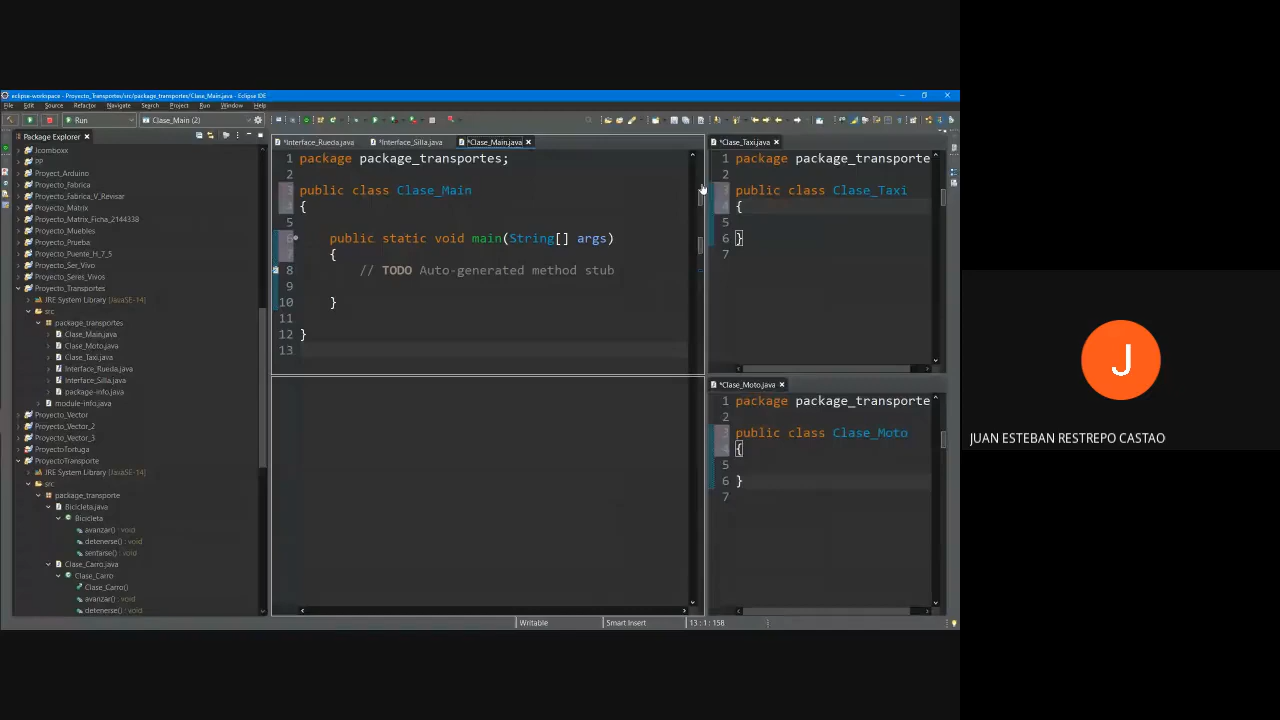 eclipse-workspace - Proyecto_Transportes/src/package_transportes/Clase_Main.java - Eclipse IDE
File Edit Source Refactor Navigate Search Project Run Window Help
Run
Clase_Main (2)
Package Explorer
Jcomboxx
PP
Proyect_Arduino
Proyecto_Fabrica
Proyecto_Fabrica_V_Revisar
Proyecto_Matrix
Proyecto_Matrix_Ficha_2144338
Proyecto_Muebles
Proyecto_Prueba
Proyecto_Puente_H_7_5
Proyecto_Ser_Vivo
Proyecto_Seres_Vivos
Proyecto_Transportes
JRE System Library [JavaSE-14]
src
package_transportes
Clase_Main.java
Clase_Moto.java
Clase_Taxi.java
Interface_Rueda.java
Interface_Silla.java
package-info.java
module-info.java
Proyecto_Vector
Proyecto_Vector_2
Proyecto_Vector_3
ProyectoTortuga
ProyectoTransporte
JRE System Library [JavaSE-14]
src
package_transporte
Bicicleta.java
Bicicleta
avanzar() : void
detenerse() : void
sentarse() : void
Clase_Carro.java
Clase_Carro
Clase_Carro()
avanzar() : void
detenerse() : void
*Interface_Rueda.java
*Interface_Silla.java
*Clase_Main.java
1 package package_transportes;
2
3 public class Clase_Main
4 {
5
6 public static void main(String[] args)
7 {
8 // TODO Auto-generated method stub
9
10 }
11
12 }
13
*Clase_Taxi.java
1 package package_transporte
2
3 public class Clase_Taxi
4 {
5
6 }
7
*Clase_Moto.java
1 package package_transporte
2
3 public class Clase_Moto
4 {
5
6 }
7
Writable
Smart Insert
13 : 1 : 158
J
JUAN ESTEBAN RESTREPO CASTAO